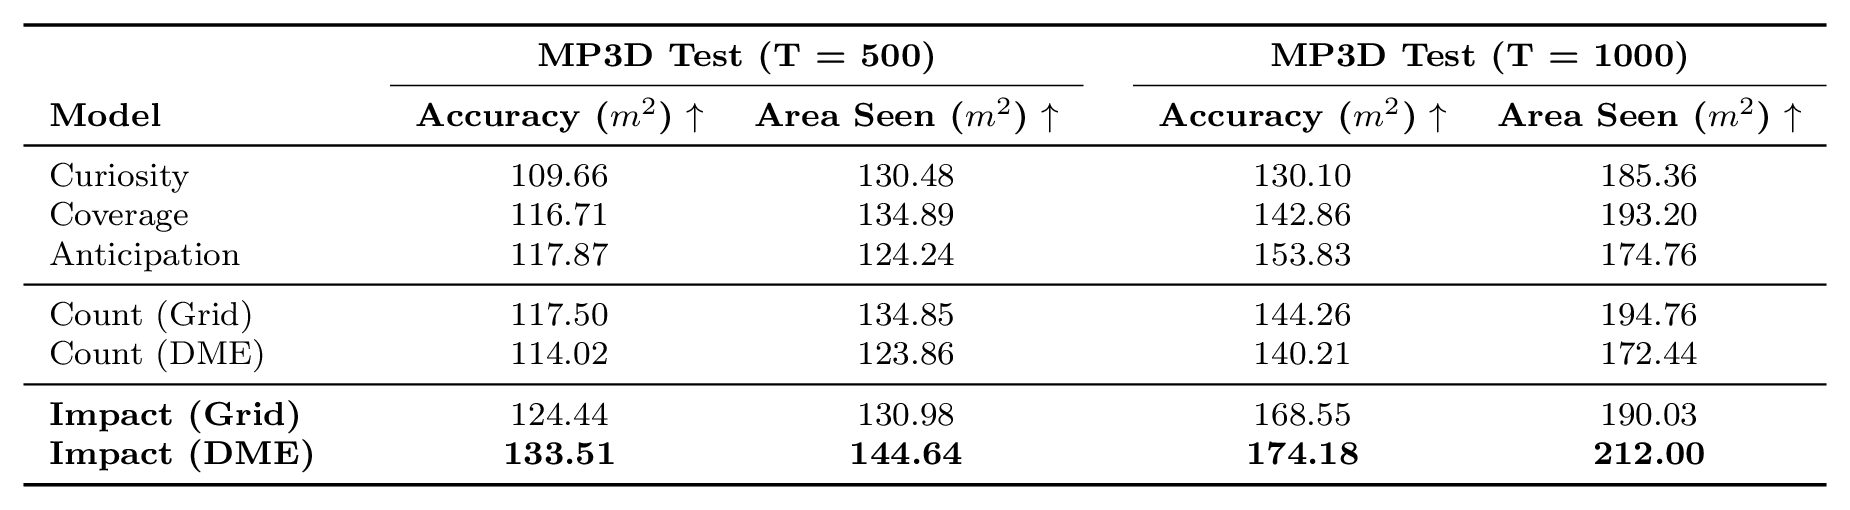 MP3D Test (T = 500) MP3D Test (T = 1000)
Model Accuracy (m²) ↑ Area Seen (m²) ↑ Accuracy (m²) ↑ Area Seen (m²) ↑
Curiosity 109.66 130.48 130.10 185.36
Coverage 116.71 134.89 142.86 193.20
Anticipation 117.87 124.24 153.83 174.76
Count (Grid) 117.50 134.85 144.26 194.76
Count (DME) 114.02 123.86 140.21 172.44
Impact (Grid) 124.44 130.98 168.55 190.03
Impact (DME) 133.51 144.64 174.18 212.00